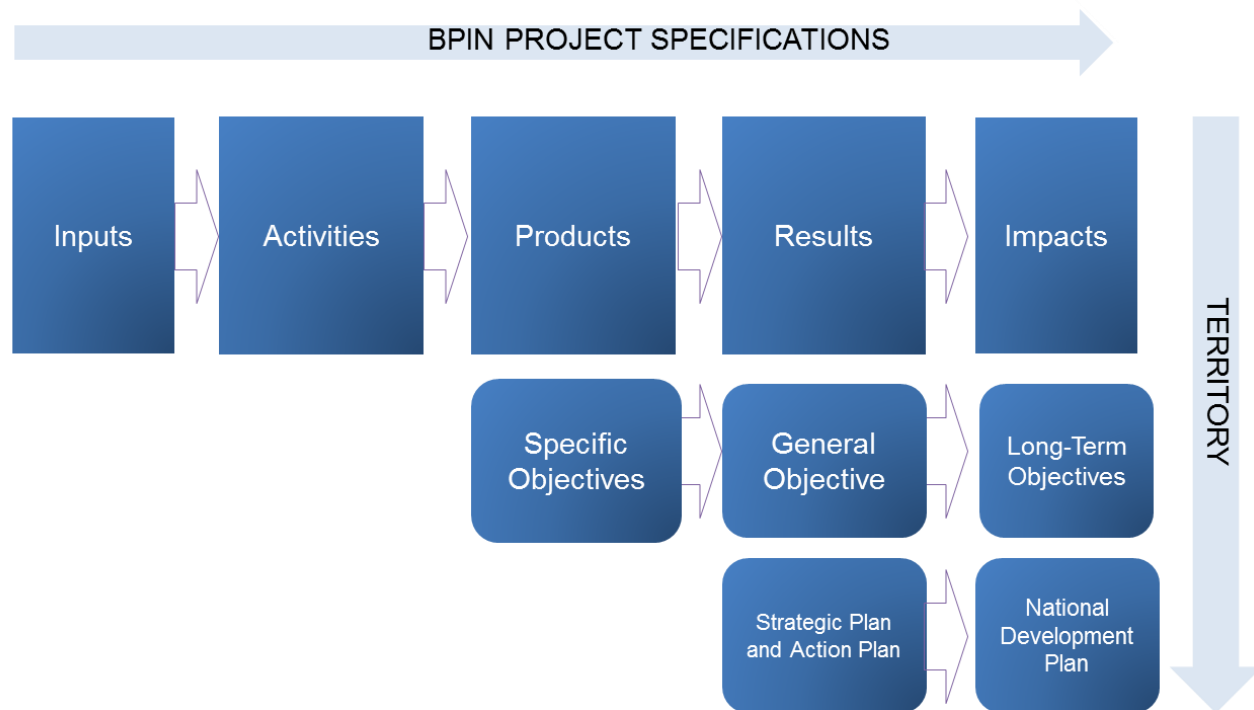 BPIN PROJECT SPECIFICATIONS
Inputs
Activities
Products
Results
Impacts
TERRITORY
Specific
Objectives
General
Objective
Long-Term
Objectives
Strategic Plan
and Action Plan
National
Development
Plan